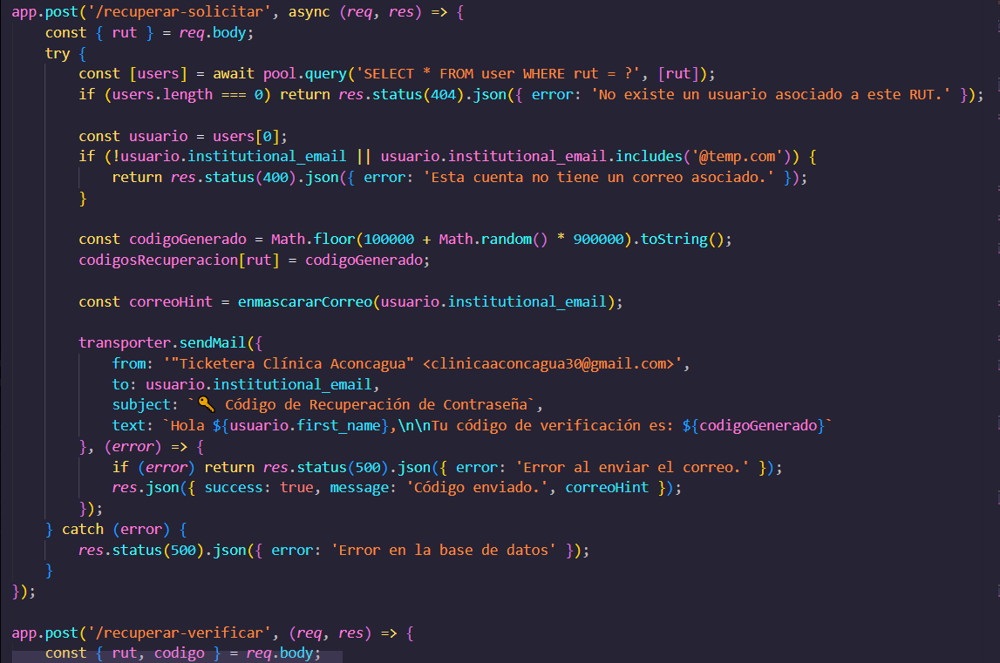 app.post('/recuperar-solicitar', async (req, res) => {
    const { rut } = req.body;
    try {
        const [users] = await pool.query('SELECT * FROM user WHERE rut = ?', [rut]);
        if (users.length === 0) return res.status(404).json({ error: 'No existe un usuario asociado a este RUT.' });

        const usuario = users[0];
        if (!usuario.institutional_email || usuario.institutional_email.includes('@temp.com')) {
            return res.status(400).json({ error: 'Esta cuenta no tiene un correo asociado.' });
        }

        const codigoGenerado = Math.floor(100000 + Math.random() * 900000).toString();
        codigosRecuperacion[rut] = codigoGenerado;

        const correoHint = enmascararCorreo(usuario.institutional_email);

        transporter.sendMail({
            from: '"Ticketera Clínica Aconcagua" <clinicaaconcagua30@gmail.com>',
            to: usuario.institutional_email,
            subject: `🔑 Código de Recuperación de Contraseña`,
            text: `Hola ${usuario.first_name},\n\nTu código de verificación es: ${codigoGenerado}`
        }, (error) => {
            if (error) return res.status(500).json({ error: 'Error al enviar el correo.' });
            res.json({ success: true, message: 'Código enviado.', correoHint });
        });
    } catch (error) {
        res.status(500).json({ error: 'Error en la base de datos' });
    }
});

app.post('/recuperar-verificar', (req, res) => {
    const { rut, codigo } = req.body;